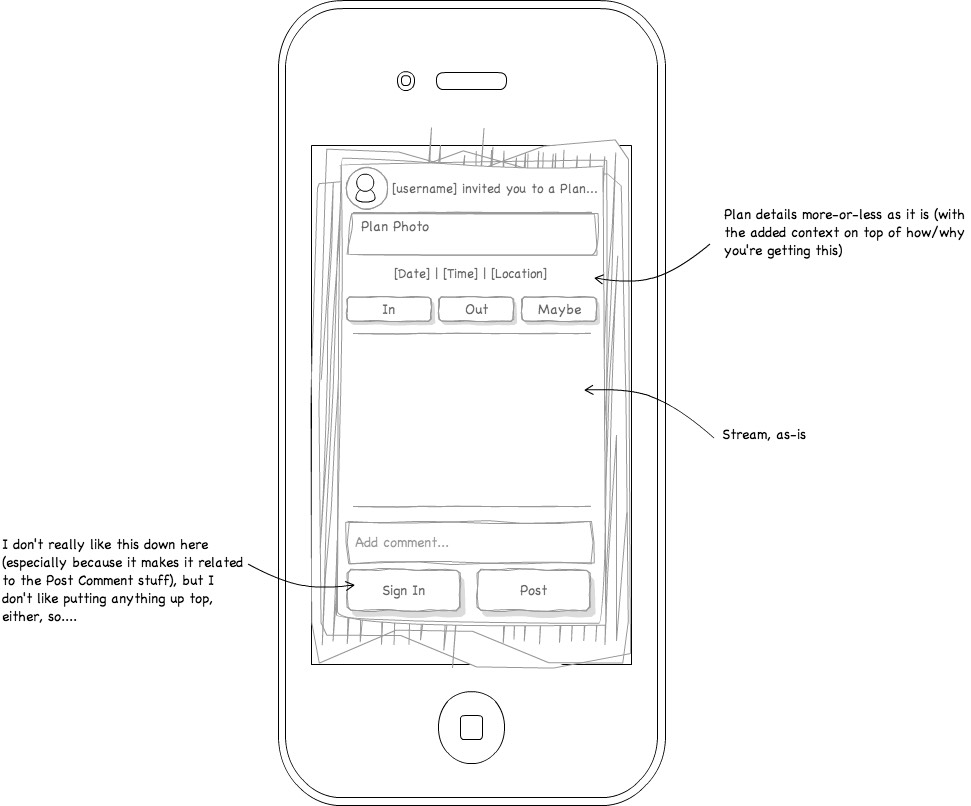 [username] invited you to a Plan...
Plan Photo
[Date] | [Time] | [Location]
In
Out
Maybe
Add comment...
Sign In
Post
Plan details more-or-less as it is (with
the added context on top of how/why
you're getting this)
Stream, as-is
I don't really like this down here
(especially because it makes it related
to the Post Comment stuff), but I
don't like putting anything up top,
either, so....